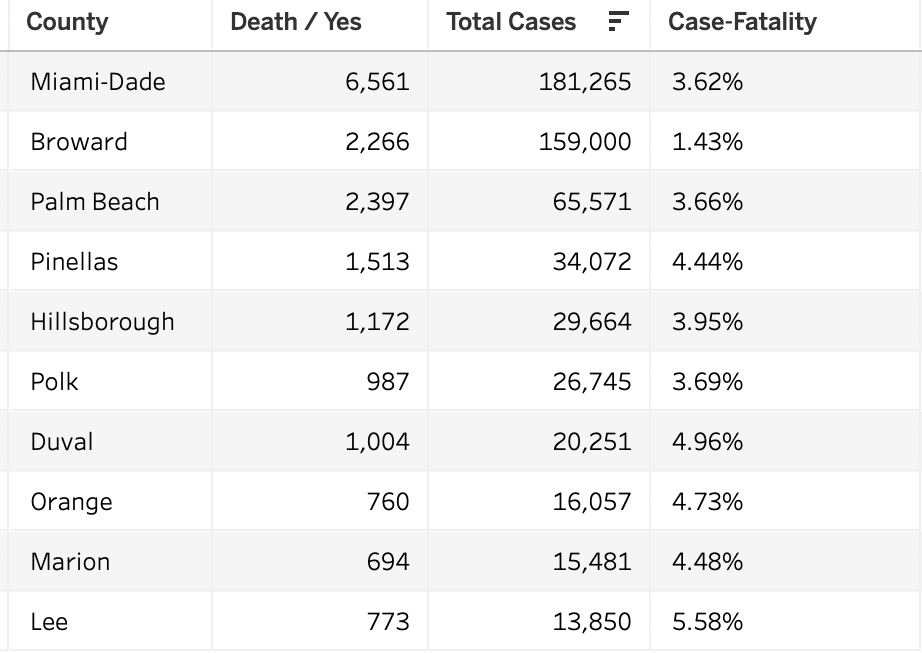 County Death / Yes Total Cases Case-Fatality
Miami-Dade 6,561 181,265 3.62%
Broward 2,266 159,000 1.43%
Palm Beach 2,397 65,571 3.66%
Pinellas 1,513 34,072 4.44%
Hillsborough 1,172 29,664 3.95%
Polk 987 26,745 3.69%
Duval 1,004 20,251 4.96%
Orange 760 16,057 4.73%
Marion 694 15,481 4.48%
Lee 773 13,850 5.58%